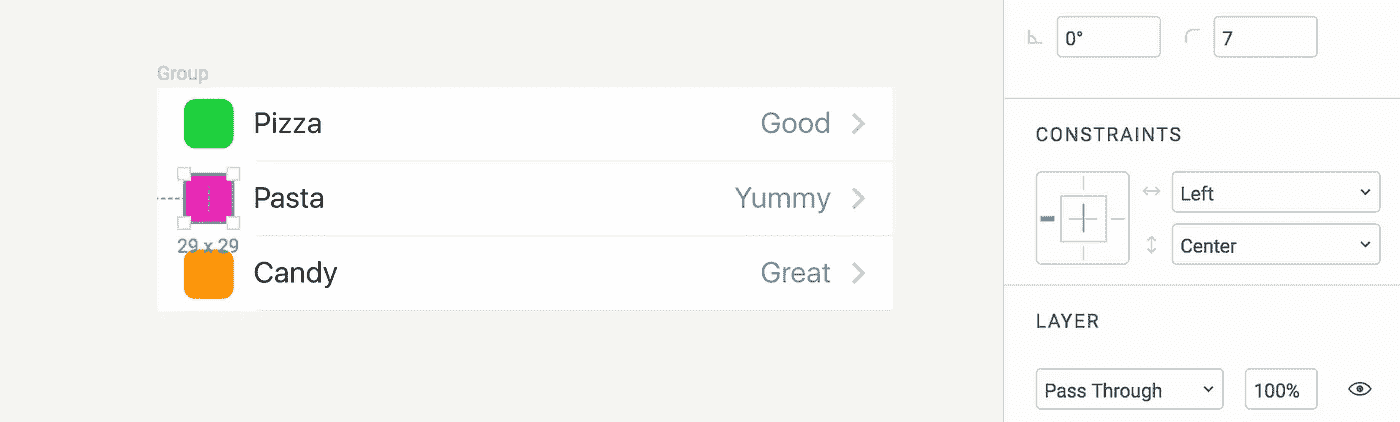 Group
Pizza Good
Pasta Yummy
29 x 29
Candy Great
0° 7
CONSTRAINTS
Left
Center
LAYER
Pass Through 100%